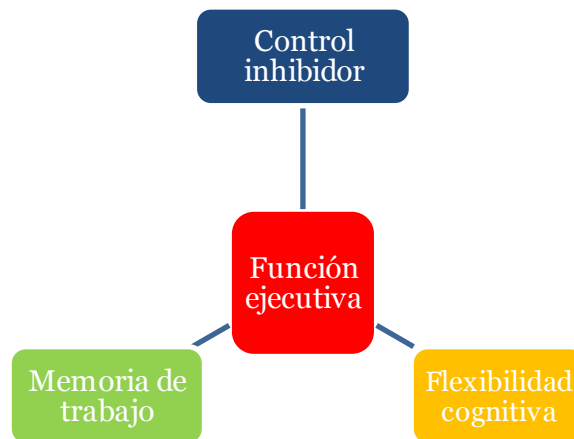 Control
inhibidor
Función
ejecutiva
Memoria de
trabajo
Flexibilidad
cognitiva